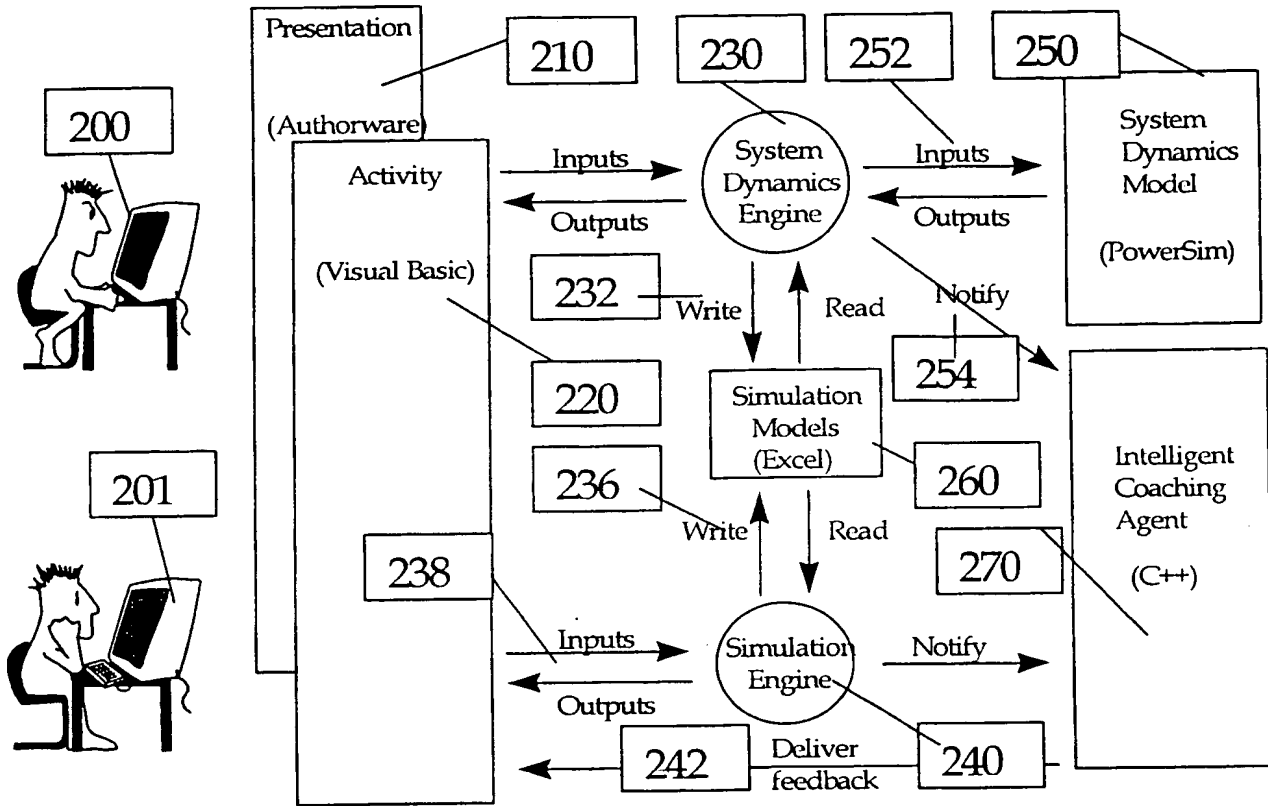 Presentation
(Authorware)
210
230
252
250
200
Activity
(Visual Basic)
Inputs
Outputs
System
Dynamics
Engine
Inputs
Outputs
System
Dynamics
Model
(PowerSim)
232
Write
Read
Notify
254
220
Simulation
Models
(Excel)
236
260
Write
Read
Intelligent
Coaching
Agent
(C++)
270
201
238
Inputs
Outputs
Simulation
Engine
Notify
242
Deliver
feedback
240